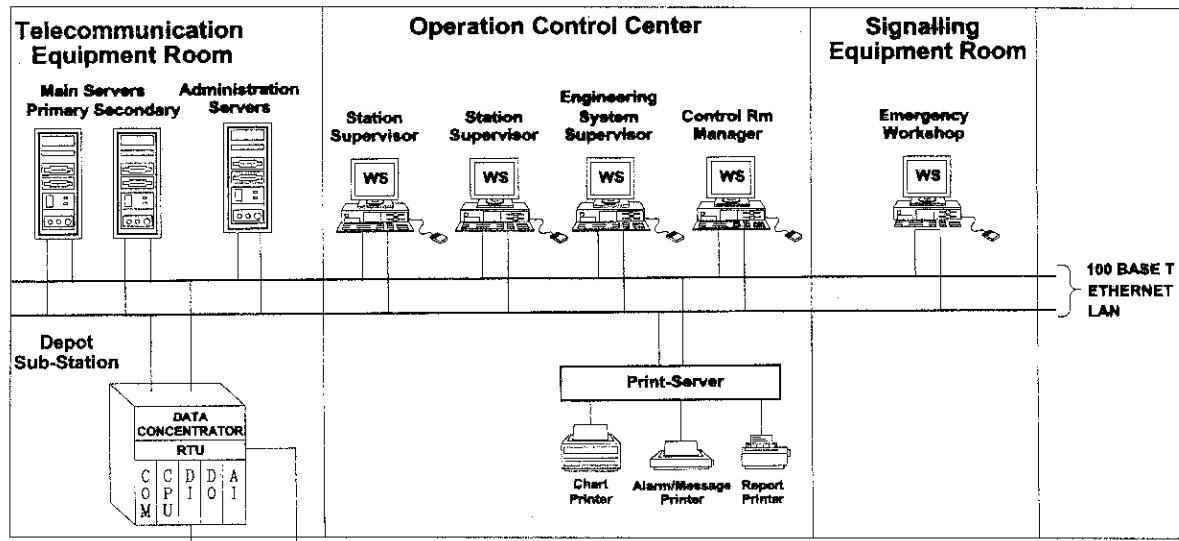 Telecommunication
Equipment Room
Operation Control Center
Signalling
Equipment Room
Main Servers
Primary Secondary
Administration
Servers
Station
Supervisor
Station
Supervisor
Engineering
System
Supervisor
Control Rm
Manager
Emergency
Workshop
WS
WS
WS
WS
WS
100 BASE T
ETHERNET
LAN
Depot
Sub-Station
DATA
CONCENTRATOR
RTU
COM
CPU
DI
DO
AI
Print-Server
Chart
Printer
Alarm/Message
Printer
Report
Printer